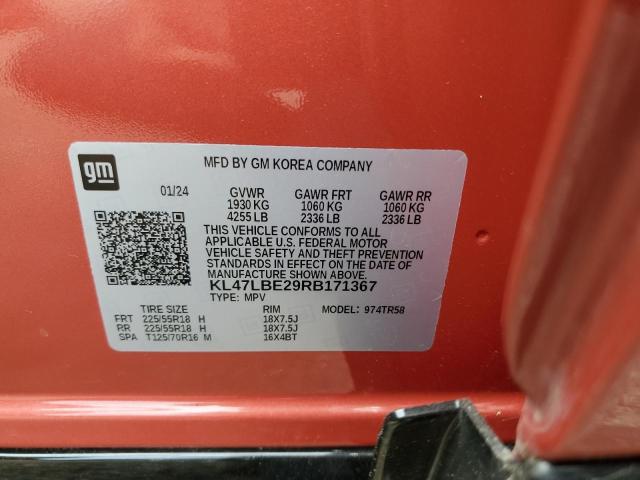 gm
MFD BY GM KOREA COMPANY
01/24 GVWR GAWR FRT GAWR RR
1930 KG 1060 KG 1060 KG
4255 LB 2336 LB 2336 LB
THIS VEHICLE CONFORMS TO ALL
APPLICABLE U.S. FEDERAL MOTOR
VEHICLE SAFETY AND THEFT PREVENTION
STANDARDS IN EFFECT ON THE DATE OF
MANUFACTURE SHOWN ABOVE.
KL47LBE29RB171367
TYPE: MPV
TIRE SIZE RIM MODEL: 974TR58
FRT 225/55R18 H 18X7.5J
RR 225/55R18 H 18X7.5J
SPA T125/70R16 M 16X4BT